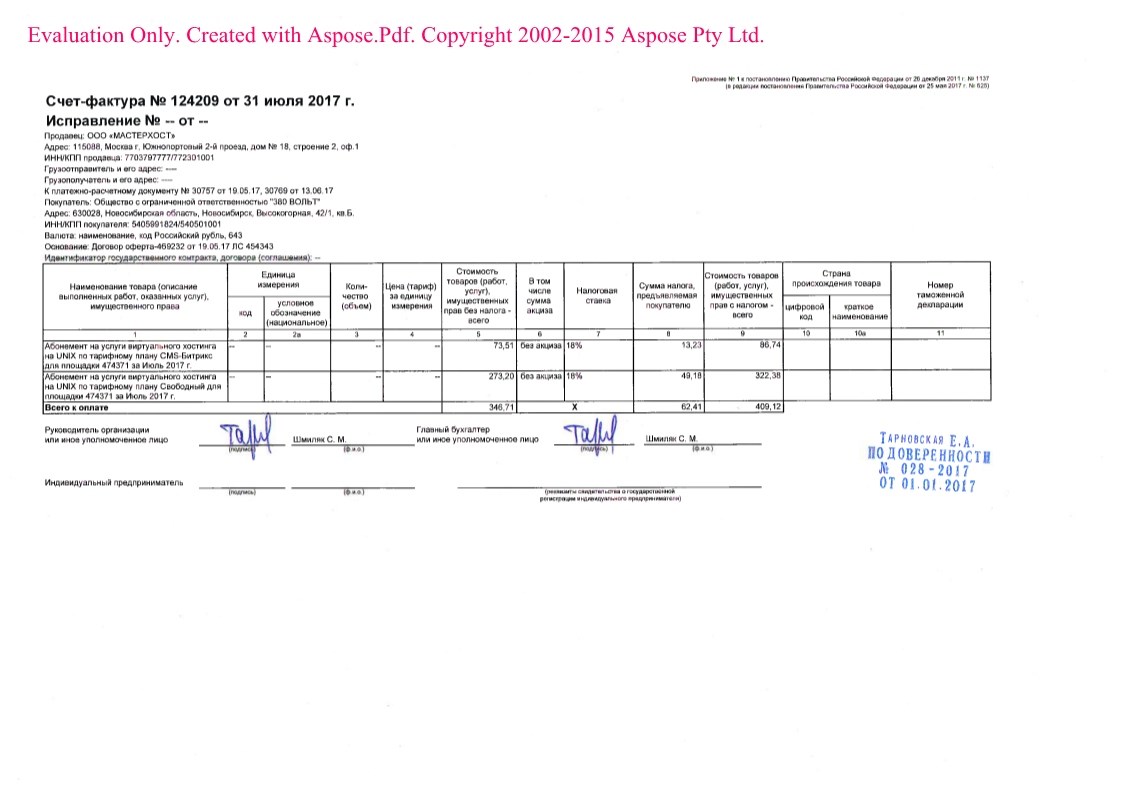 Evaluation Only. Created with Aspose.Pdf. Copyright 2002-2015 Aspose Pty Ltd.
Приложение № 1 к постановлению Правительства Российской Федерации от 26 декабря 2011 г. № 1137
(в редакции постановления Правительства Российской Федерации от 25 мая 2017 г. № 625)
Счет-фактура № 124209 от 31 июля 2017 г.
Исправление № -- от --
Продавец: ООО «МАСТЕРХОСТ»
Адрес: 115088, Москва г, Южнопортовый 2-й проезд, дом № 18, строение 2, оф.1
ИНН/КПП продавца: 7703797777/772301001
Грузоотправитель и его адрес: ----
Грузополучатель и его адрес: ----
К платежно-расчетному документу № 30757 от 19.05.17, 30769 от 13.06.17
Покупатель: Общество с ограниченной ответственностью "380 ВОЛЬТ"
Адрес: 630028, Новосибирская область, Новосибирск, Высокогорная, 42/1, кв.Б.
ИНН/КПП покупателя: 5405991824/540501001
Валюта: наименование, код Российский рубль, 643
Основание: Договор оферта-469232 от 19.05.17 ЛС 454343
Идентификатор государственного контракта, договора (соглашения): --
Наименование товара (описание
выполненных работ, оказанных услуг),
имущественного права
Единица
измерения
код
условное
обозначение
(национальное)
Коли-
чество
(объем)
Цена (тариф)
за единицу
измерения
Стоимость
товаров (работ,
услуг),
имущественных
прав без налога -
всего
В том
числе
сумма
акциза
Налоговая
ставка
Сумма налога,
предъявляемая
покупателю
Стоимость товаров
(работ, услуг),
имущественных
прав с налогом -
всего
Страна
происхождения товара
цифровой
код
краткое
наименование
Номер
таможенной
декларации
1 2 2а 3 4 5 6 7 8 9 10 10а 11
Абонемент на услуги виртуального хостинга -- -- -- -- 73,51 без акциза 18% 13,23 86,74
на UNIX по тарифному плану CMS-Битрикс
для площадки 474371 за Июль 2017 г.
Абонемент на услуги виртуального хостинга -- -- -- -- 273,20 без акциза 18% 49,18 322,38
на UNIX по тарифному плану Свободный для
площадки 474371 за Июль 2017 г.
Всего к оплате 346,71 X 62,41 409,12
Руководитель организации
или иное уполномоченное лицо
Шмиляк С. М.
(подпись) (ф.и.о.)
Главный бухгалтер
или иное уполномоченное лицо
Шмиляк С. М.
(подпись) (ф.и.о.)
ТАРНОВСКАЯ Е.А.
ПО ДОВЕРЕННОСТИ
№ 028-2017
ОТ 01.01.2017
Индивидуальный предприниматель
(подпись) (ф.и.о.)
(реквизиты свидетельства о государственной
регистрации индивидуального предпринимателя)